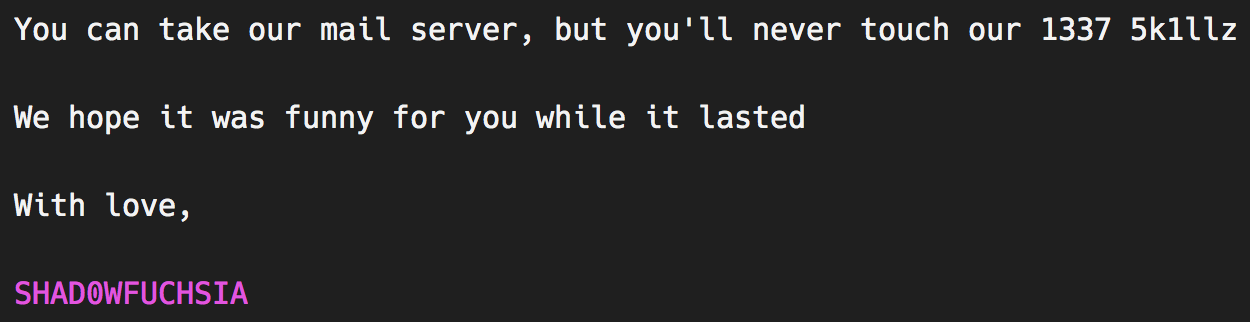 You can take our mail server, but you'll never touch our 1337 5k1llz
We hope it was funny for you while it lasted
With love,
SHAD0WFUCHSIA